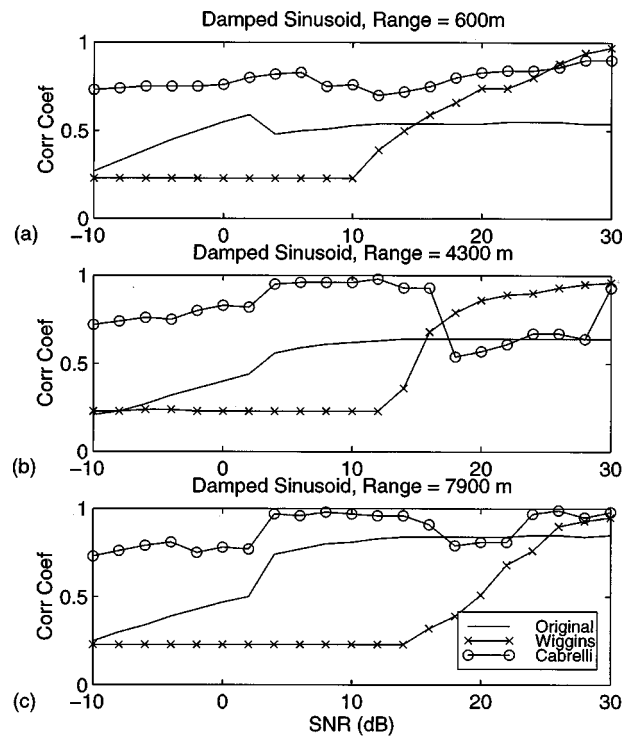 Damped Sinusoid, Range = 600m
1
0.5
0
Corr Coef
(a)
-10 0 10 20 30
Damped Sinusoid, Range = 4300 m
1
0.5
0
Corr Coef
(b)
-10 0 10 20 30
Damped Sinusoid, Range = 7900 m
1
0.5
0
Corr Coef
Original
Wiggins
Cabrelli
(c)
-10 0 10 20 30
SNR (dB)